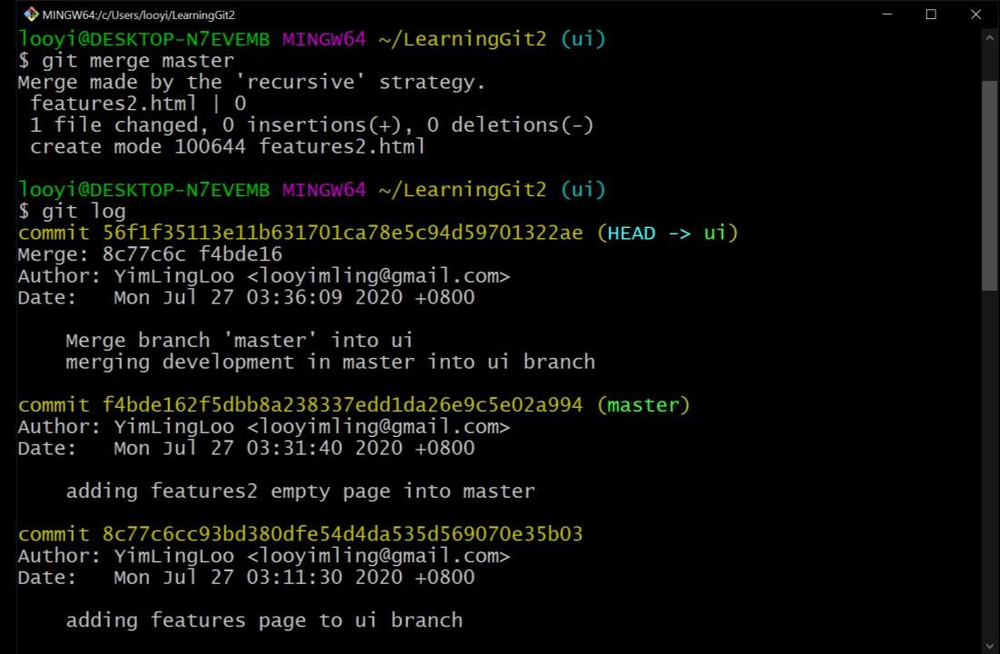 MINGW64:/c/Users/looyi/LearningGit2
looyi@DESKTOP-N7EVEMB MINGW64 ~/LearningGit2 (ui)
$ git merge master
Merge made by the 'recursive' strategy.
 features2.html | 0
 1 file changed, 0 insertions(+), 0 deletions(-)
 create mode 100644 features2.html
looyi@DESKTOP-N7EVEMB MINGW64 ~/LearningGit2 (ui)
$ git log
commit 56f1f35113e11b631701ca78e5c94d59701322ae (HEAD -> ui)
Merge: 8c77c6c f4bde16
Author: YimLingLoo <looyimling@gmail.com>
Date:   Mon Jul 27 03:36:09 2020 +0800
    Merge branch 'master' into ui
    merging development in master into ui branch
commit f4bde162f5dbb8a238337edd1da26e9c5e02a994 (master)
Author: YimLingLoo <looyimling@gmail.com>
Date:   Mon Jul 27 03:31:40 2020 +0800
    adding features2 empty page into master
commit 8c77c6cc93bd380dfe54d4da535d569070e35b03
Author: YimLingLoo <looyimling@gmail.com>
Date:   Mon Jul 27 03:11:30 2020 +0800
    adding features page to ui branch